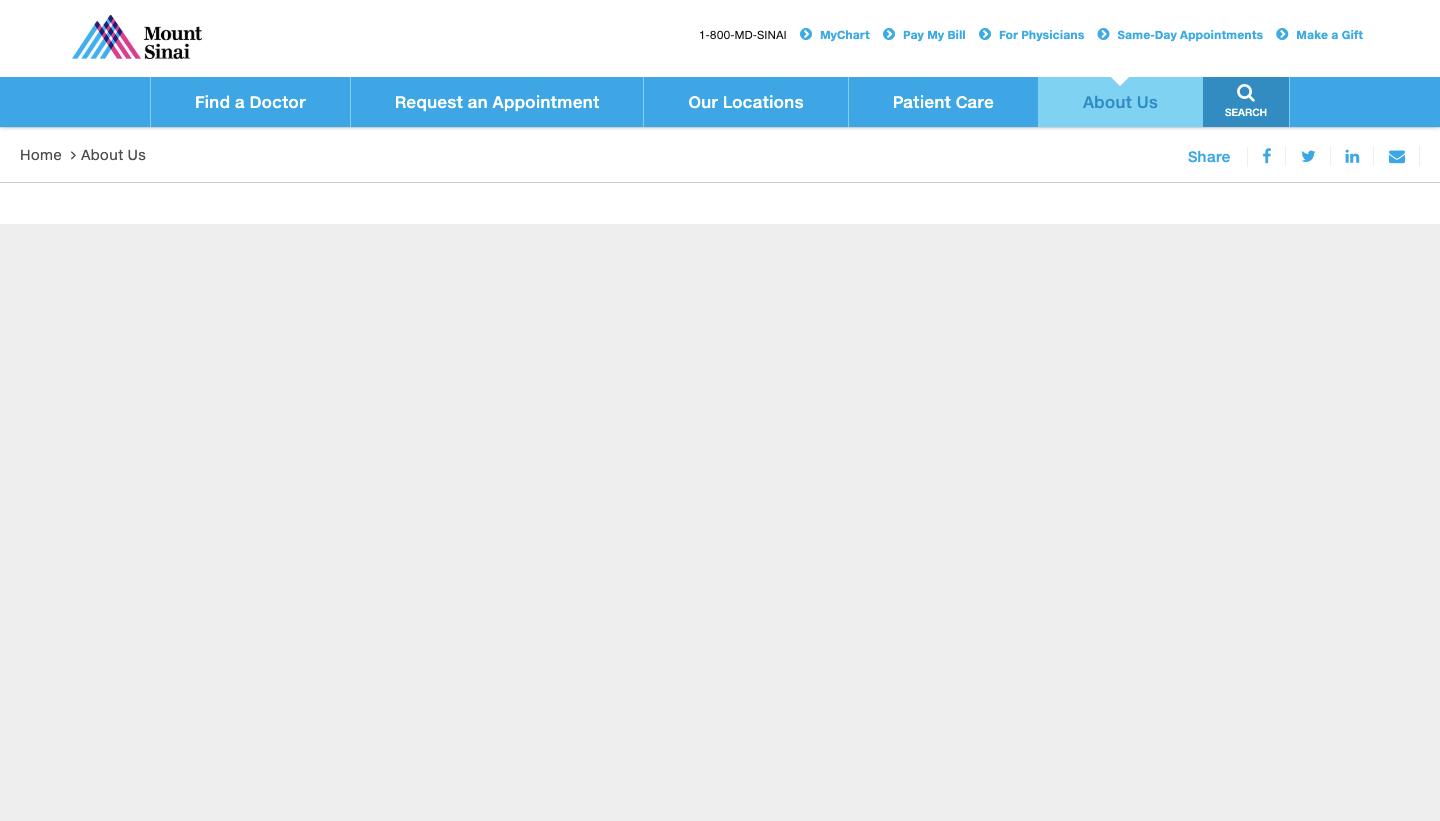 Mount
Sinai
1-800-MD-SINAI MyChart Pay My Bill For Physicians Same-Day Appointments Make a Gift
Find a Doctor Request an Appointment Our Locations Patient Care About Us SEARCH
Home > About Us
Share